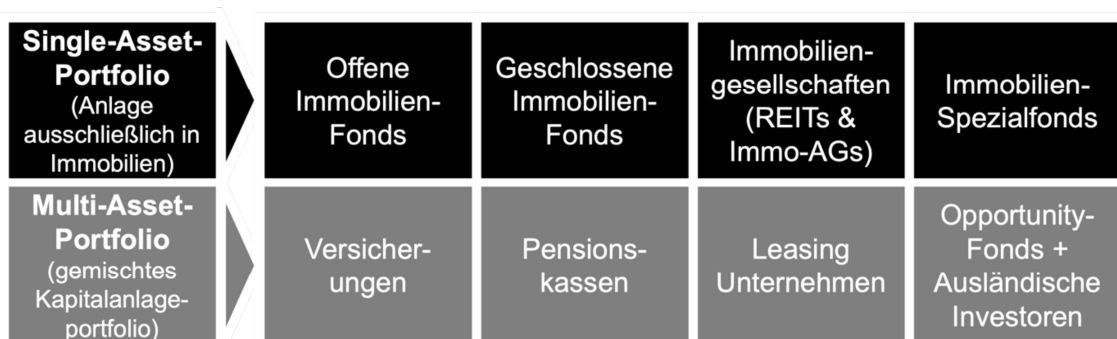 Single-Asset-
Portfolio
(Anlage
ausschließlich in
Immobilien)
Offene
Immobilien-
Fonds
Geschlossene
Immobilien-
Fonds
Immobilien-
gesellschaften
(REITs &
Immo-AGs)
Immobilien-
Spezialfonds
Multi-Asset-
Portfolio
(gemischtes
Kapitalanlage-
portfolio)
Versicher-
ungen
Pensions-
kassen
Leasing
Unternehmen
Opportunity-
Fonds +
Ausländische
Investoren